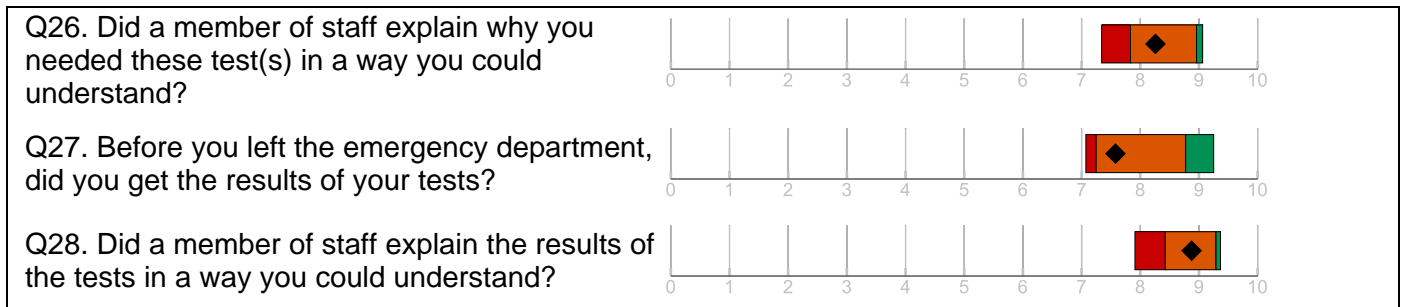 Q26. Did a member of staff explain why you
needed these test(s) in a way you could
understand?
0 1 2 3 4 5 6 7 8 9 10
Q27. Before you left the emergency department,
did you get the results of your tests?
0 1 2 3 4 5 6 7 8 9 10
Q28. Did a member of staff explain the results of
the tests in a way you could understand?
0 1 2 3 4 5 6 7 8 9 10